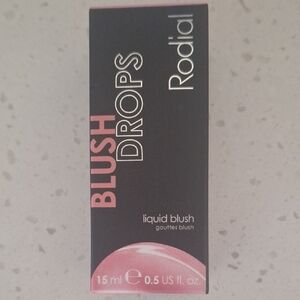 Rodial
BLUSH
DROPS
liquid blush
gouttes blush
15 ml ℮ 0.5 US fl. oz.